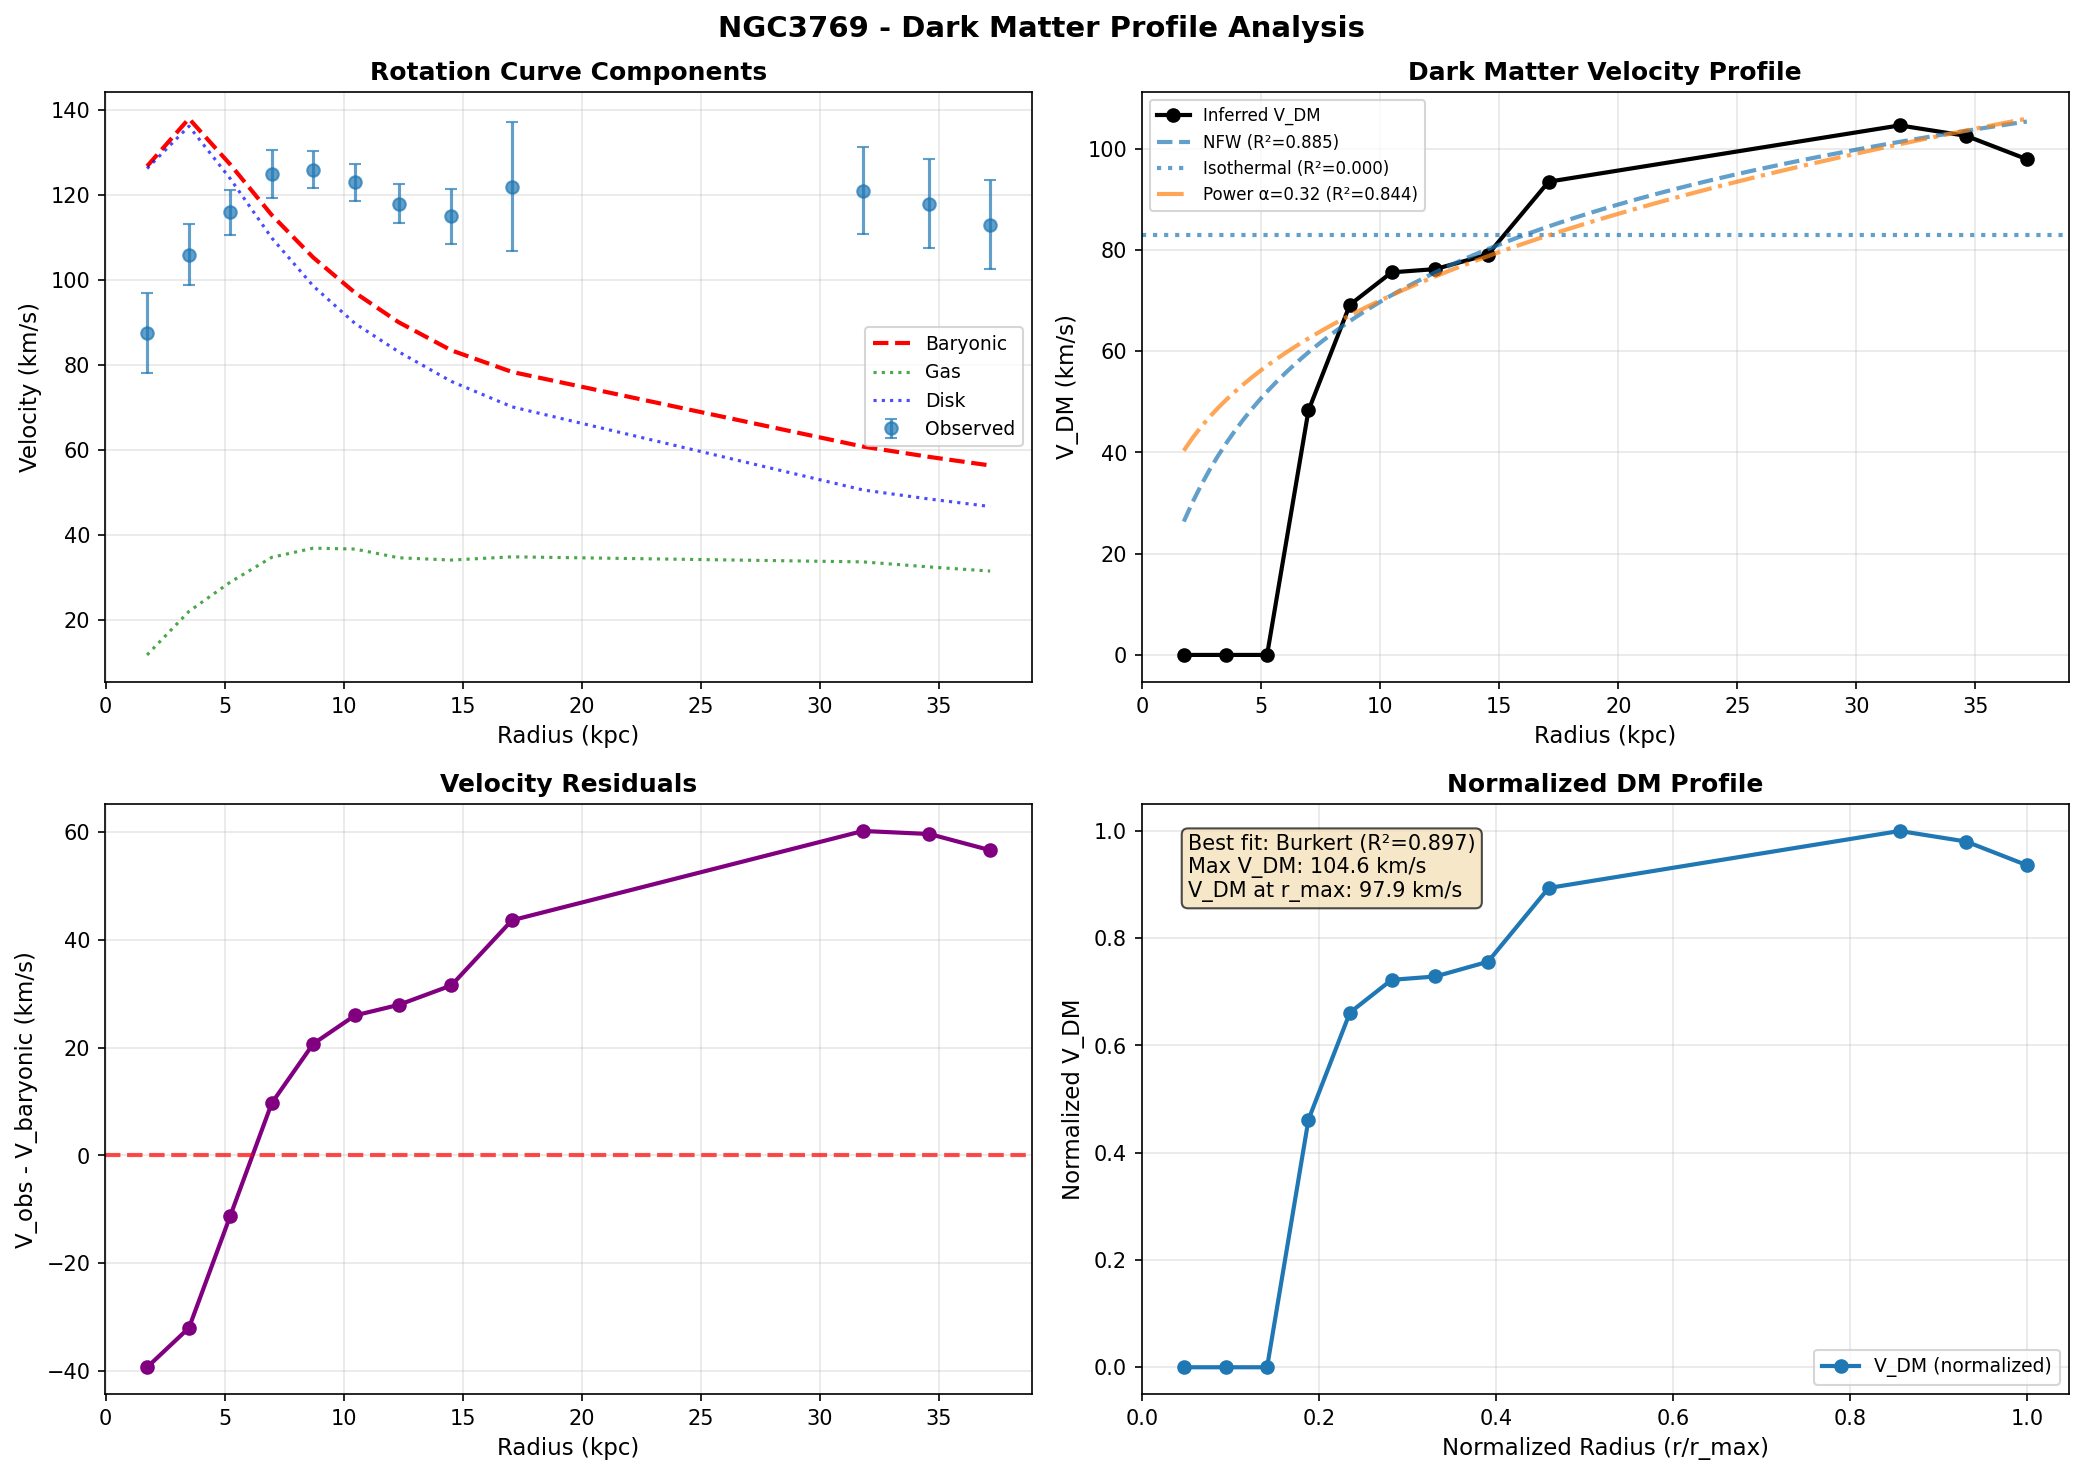 NGC3769 - Dark Matter Profile Analysis
Rotation Curve Components
140
120
100
80
60
40
20
0
5
10
15
20
25
30
35
Velocity (km/s)
Radius (kpc)
Baryonic
Gas
Disk
Observed
Dark Matter Velocity Profile
Inferred V_DM
NFW (R²=0.885)
Isothermal (R²=0.000)
Power α=0.32 (R²=0.844)
100
80
60
40
20
0
0
5
10
15
20
25
30
35
V_DM (km/s)
Radius (kpc)
Velocity Residuals
60
40
20
0
−20
−40
0
5
10
15
20
25
30
35
V_obs - V_baryonic (km/s)
Radius (kpc)
Normalized DM Profile
Best fit: Burkert (R²=0.897)
Max V_DM: 104.6 km/s
V_DM at r_max: 97.9 km/s
1.0
0.8
0.6
0.4
0.2
0.0
0.0
0.2
0.4
0.6
0.8
1.0
Normalized V_DM
V_DM (normalized)
Normalized Radius (r/r_max)